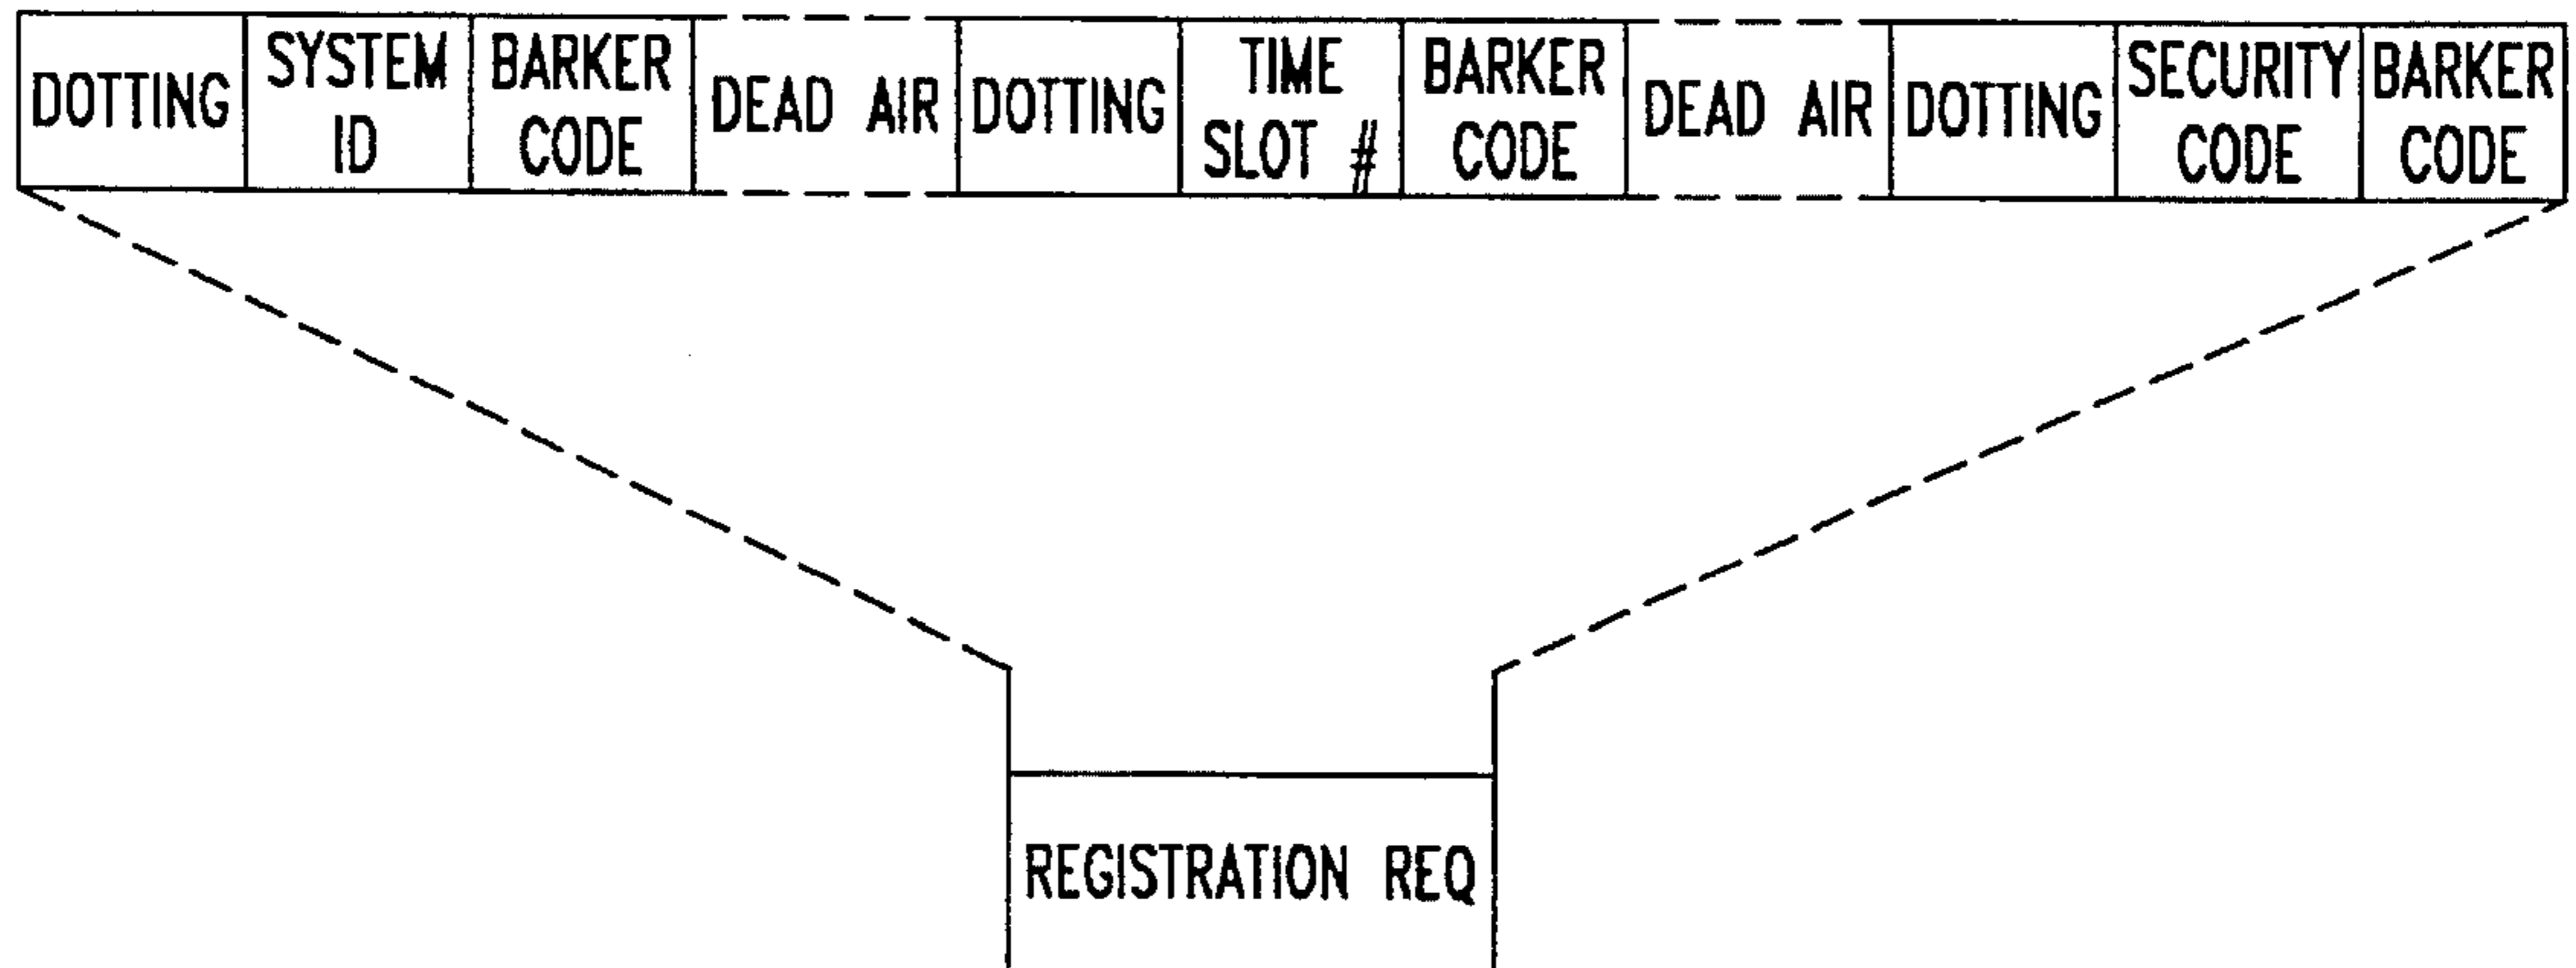 DOTTING
SYSTEM
ID
BARKER
CODE
DEAD AIR
DOTTING
TIME
SLOT #
BARKER
CODE
DEAD AIR
DOTTING
SECURITY
CODE
BARKER
CODE
REGISTRATION REQ